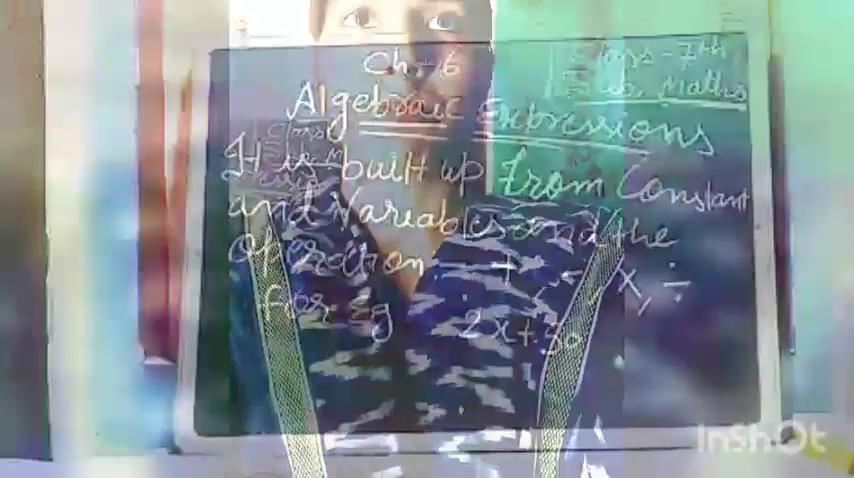 Ch - 6
Class - 7th
Sub. Maths
Algebraic Expressions
It is built up from Constant
and Variables and the
Operation + - , x , ÷
for Eg 2x+30
InShOt